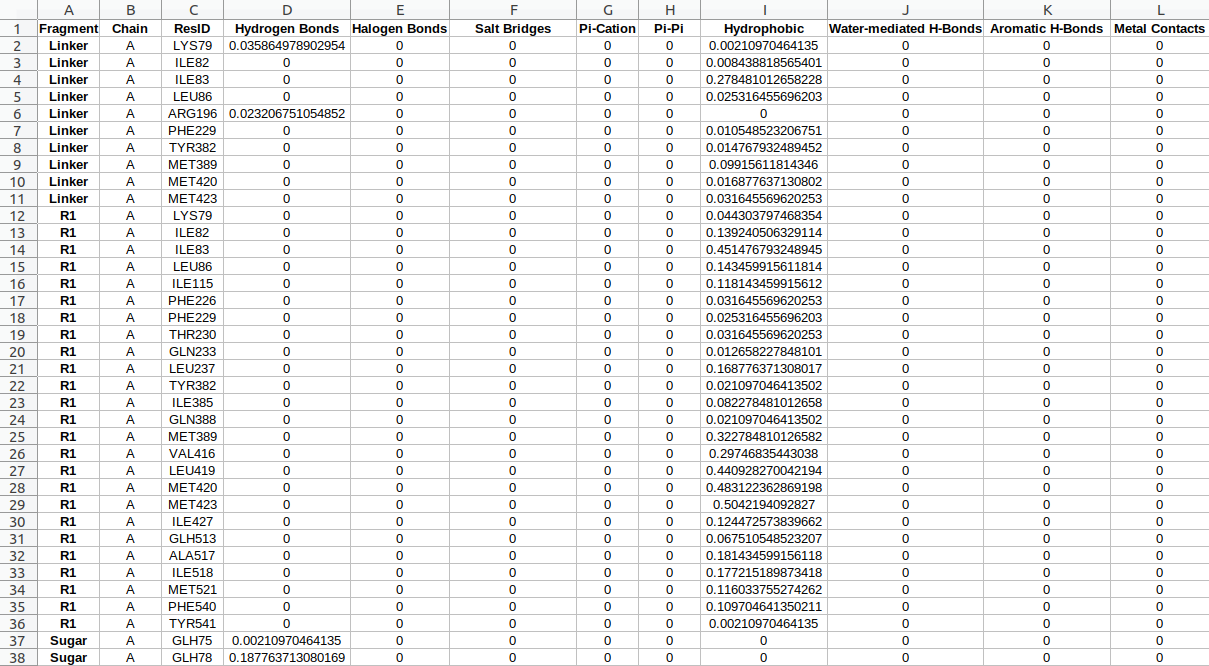 A B C D E F G H I J K L
1 Fragment Chain ResID Hydrogen Bonds Halogen Bonds Salt Bridges Pi-Cation Pi-Pi Hydrophobic Water-mediated H-Bonds Aromatic H-Bonds Metal Contacts
2 Linker A LYS79 0.035864978902954 0 0 0 0 0.00210970464135 0 0 0
3 Linker A ILE82 0 0 0 0 0 0.008438818565401 0 0 0
4 Linker A ILE83 0 0 0 0 0 0.278481012658228 0 0 0
5 Linker A LEU86 0 0 0 0 0 0.025316455696203 0 0 0
6 Linker A ARG196 0.023206751054852 0 0 0 0 0 0 0 0
7 Linker A PHE229 0 0 0 0 0 0.010548523206751 0 0 0
8 Linker A TYR382 0 0 0 0 0 0.014767932489452 0 0 0
9 Linker A MET389 0 0 0 0 0 0.09915611814346 0 0 0
10 Linker A MET420 0 0 0 0 0 0.016877637130802 0 0 0
11 Linker A MET423 0 0 0 0 0 0.031645569620253 0 0 0
12 R1 A LYS79 0 0 0 0 0 0.044303797468354 0 0 0
13 R1 A ILE82 0 0 0 0 0 0.139240506329114 0 0 0
14 R1 A ILE83 0 0 0 0 0 0.451476793248945 0 0 0
15 R1 A LEU86 0 0 0 0 0 0.143459915611814 0 0 0
16 R1 A ILE115 0 0 0 0 0 0.118143459915612 0 0 0
17 R1 A PHE226 0 0 0 0 0 0.031645569620253 0 0 0
18 R1 A PHE229 0 0 0 0 0 0.025316455696203 0 0 0
19 R1 A THR230 0 0 0 0 0 0.031645569620253 0 0 0
20 R1 A GLN233 0 0 0 0 0 0.012658227848101 0 0 0
21 R1 A LEU237 0 0 0 0 0 0.168776371308017 0 0 0
22 R1 A TYR382 0 0 0 0 0 0.021097046413502 0 0 0
23 R1 A ILE385 0 0 0 0 0 0.082278481012658 0 0 0
24 R1 A GLN388 0 0 0 0 0 0.021097046413502 0 0 0
25 R1 A MET389 0 0 0 0 0 0.322784810126582 0 0 0
26 R1 A VAL416 0 0 0 0 0 0.29746835443038 0 0 0
27 R1 A LEU419 0 0 0 0 0 0.440928270042194 0 0 0
28 R1 A MET420 0 0 0 0 0 0.483122362869198 0 0 0
29 R1 A MET423 0 0 0 0 0 0.5042194092827 0 0 0
30 R1 A ILE427 0 0 0 0 0 0.124472573839662 0 0 0
31 R1 A GLH513 0 0 0 0 0 0.067510548523207 0 0 0
32 R1 A ALA517 0 0 0 0 0 0.181434599156118 0 0 0
33 R1 A ILE518 0 0 0 0 0 0.177215189873418 0 0 0
34 R1 A MET521 0 0 0 0 0 0.116033755274262 0 0 0
35 R1 A PHE540 0 0 0 0 0 0.109704641350211 0 0 0
36 R1 A TYR541 0 0 0 0 0 0.00210970464135 0 0 0
37 Sugar A GLH75 0.00210970464135 0 0 0 0 0 0 0 0
38 Sugar A GLH78 0.187763713080169 0 0 0 0 0 0 0 0